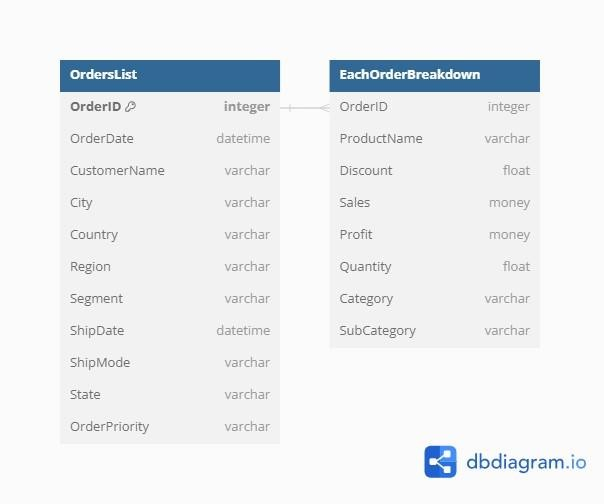 OrdersList
OrderID integer
OrderDate datetime
CustomerName varchar
City varchar
Country varchar
Region varchar
Segment varchar
ShipDate datetime
ShipMode varchar
State varchar
OrderPriority varchar
EachOrderBreakdown
OrderID integer
ProductName varchar
Discount float
Sales money
Profit money
Quantity float
Category varchar
SubCategory varchar
dbdiagram.io